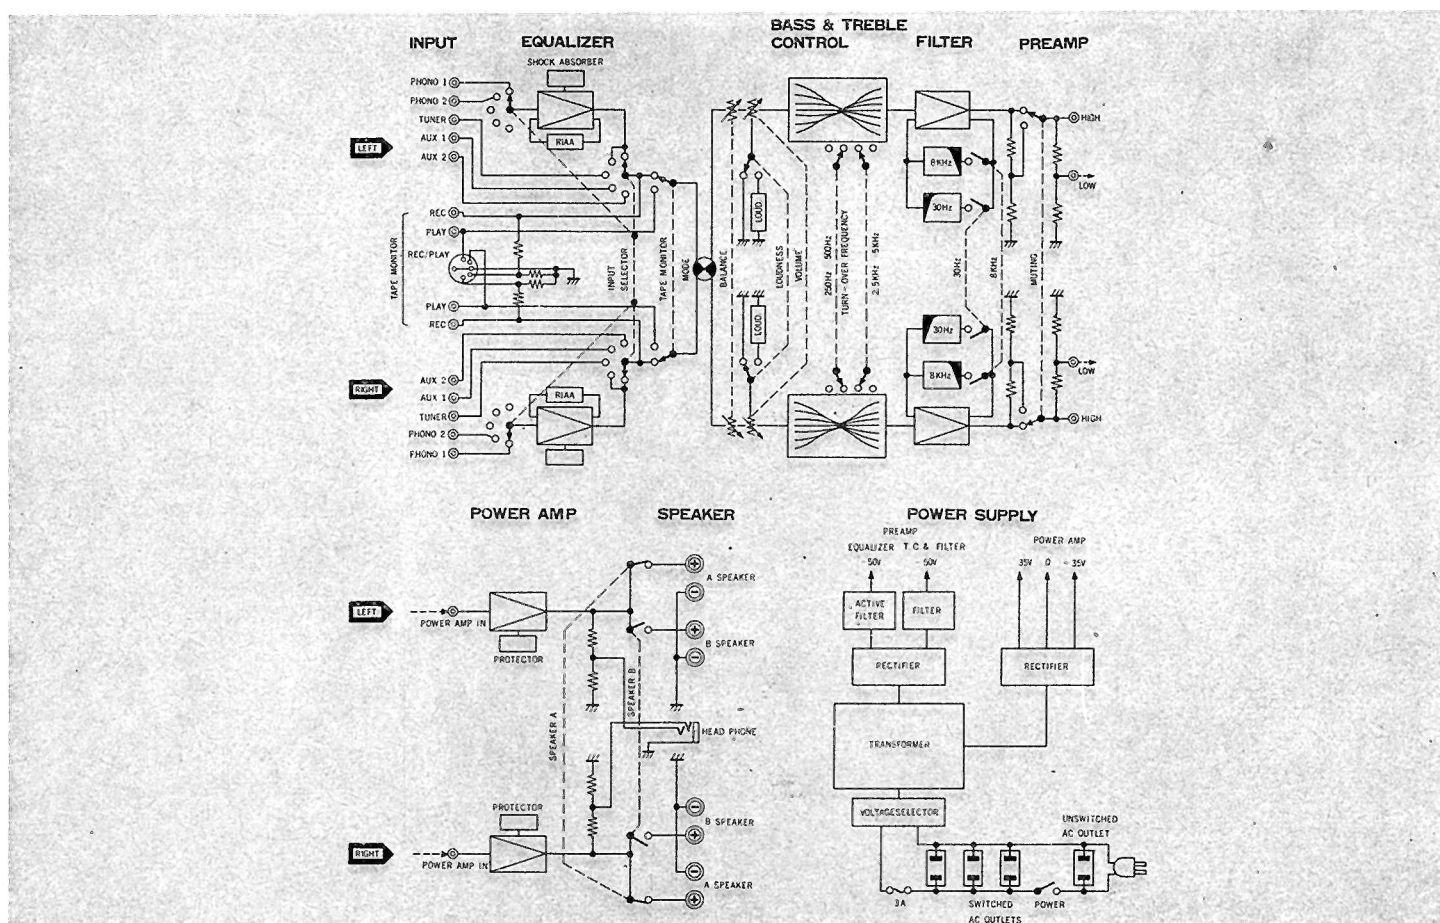 BASS & TREBLE
INPUT EQUALIZER CONTROL FILTER PREAMP
SHOCK ABSORBER
PHONO 1
PHONO 2
TUNER
AUX 1
AUX 2
LEFT
RIAA
REC
PLAY
REC/PLAY
PLAY
REC
TAPE MONITOR
INPUT SELECTOR
TAPE MONITOR
MODE
BALANCE
LOUD.
LOUD.
LOUDNESS
VOLUME
250Hz 500Hz
TURN-OVER FREQUENCY
2.5KHz 5KHz
8KHz
30Hz
30Hz
8KHz
30Hz
8KHz
MUTING
HIGH
LOW
LOW
HIGH
RIGHT
AUX 2
AUX 1
TUNER
PHONO 2
PHONO 1
RIAA
POWER AMP SPEAKER
LEFT
POWER AMP IN
PROTECTOR
A SPEAKER
B SPEAKER
SPEAKER A
SPEAKER B
HEAD PHONE
PROTECTOR
B SPEAKER
A SPEAKER
RIGHT
POWER AMP IN
POWER SUPPLY
PREAMP
EQUALIZER T.C & FILTER
-50V -50V
POWER AMP
35V 0 -35V
ACTIVE FILTER
FILTER
RECTIFIER
RECTIFIER
TRANSFORMER
VOLTAGESELECTOR
UNSWITCHED
AC OUTLET
3A
SWITCHED
AC OUTLETS
POWER